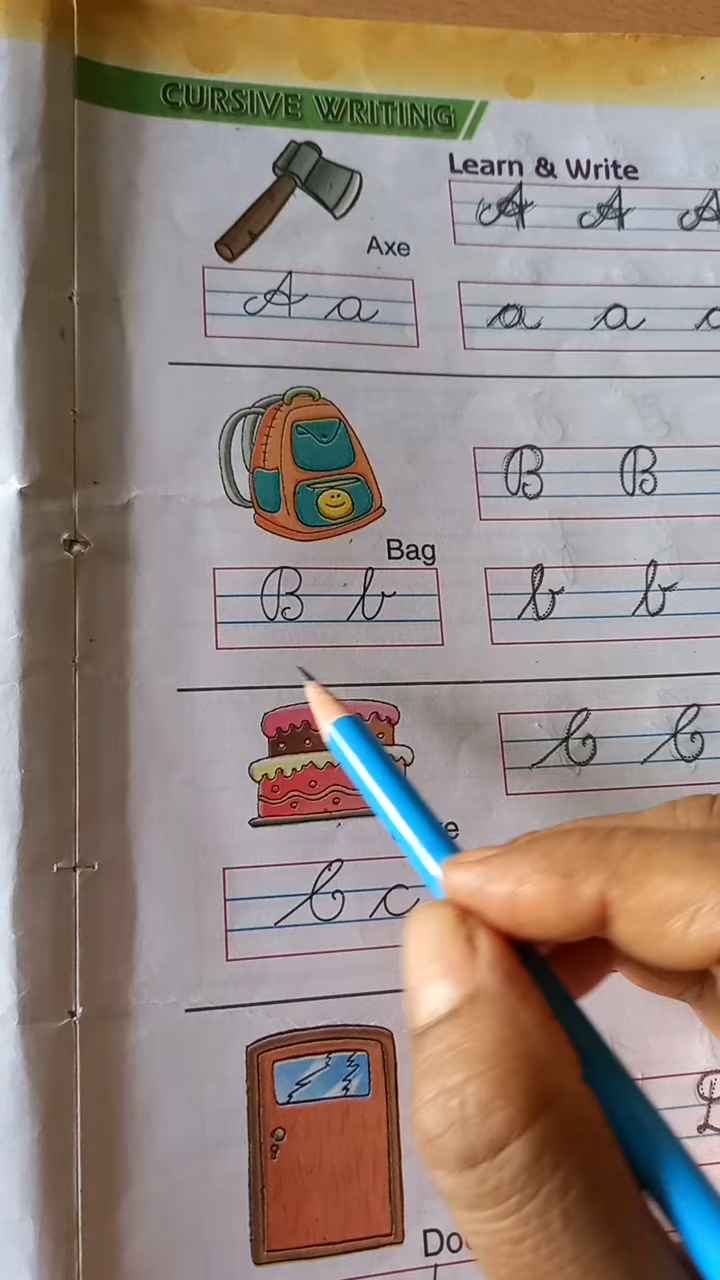 CURSIVE WRITING
Learn & Write
A A A
Axe
A a
a a
B B
Bag
B b
b b
C C
C c